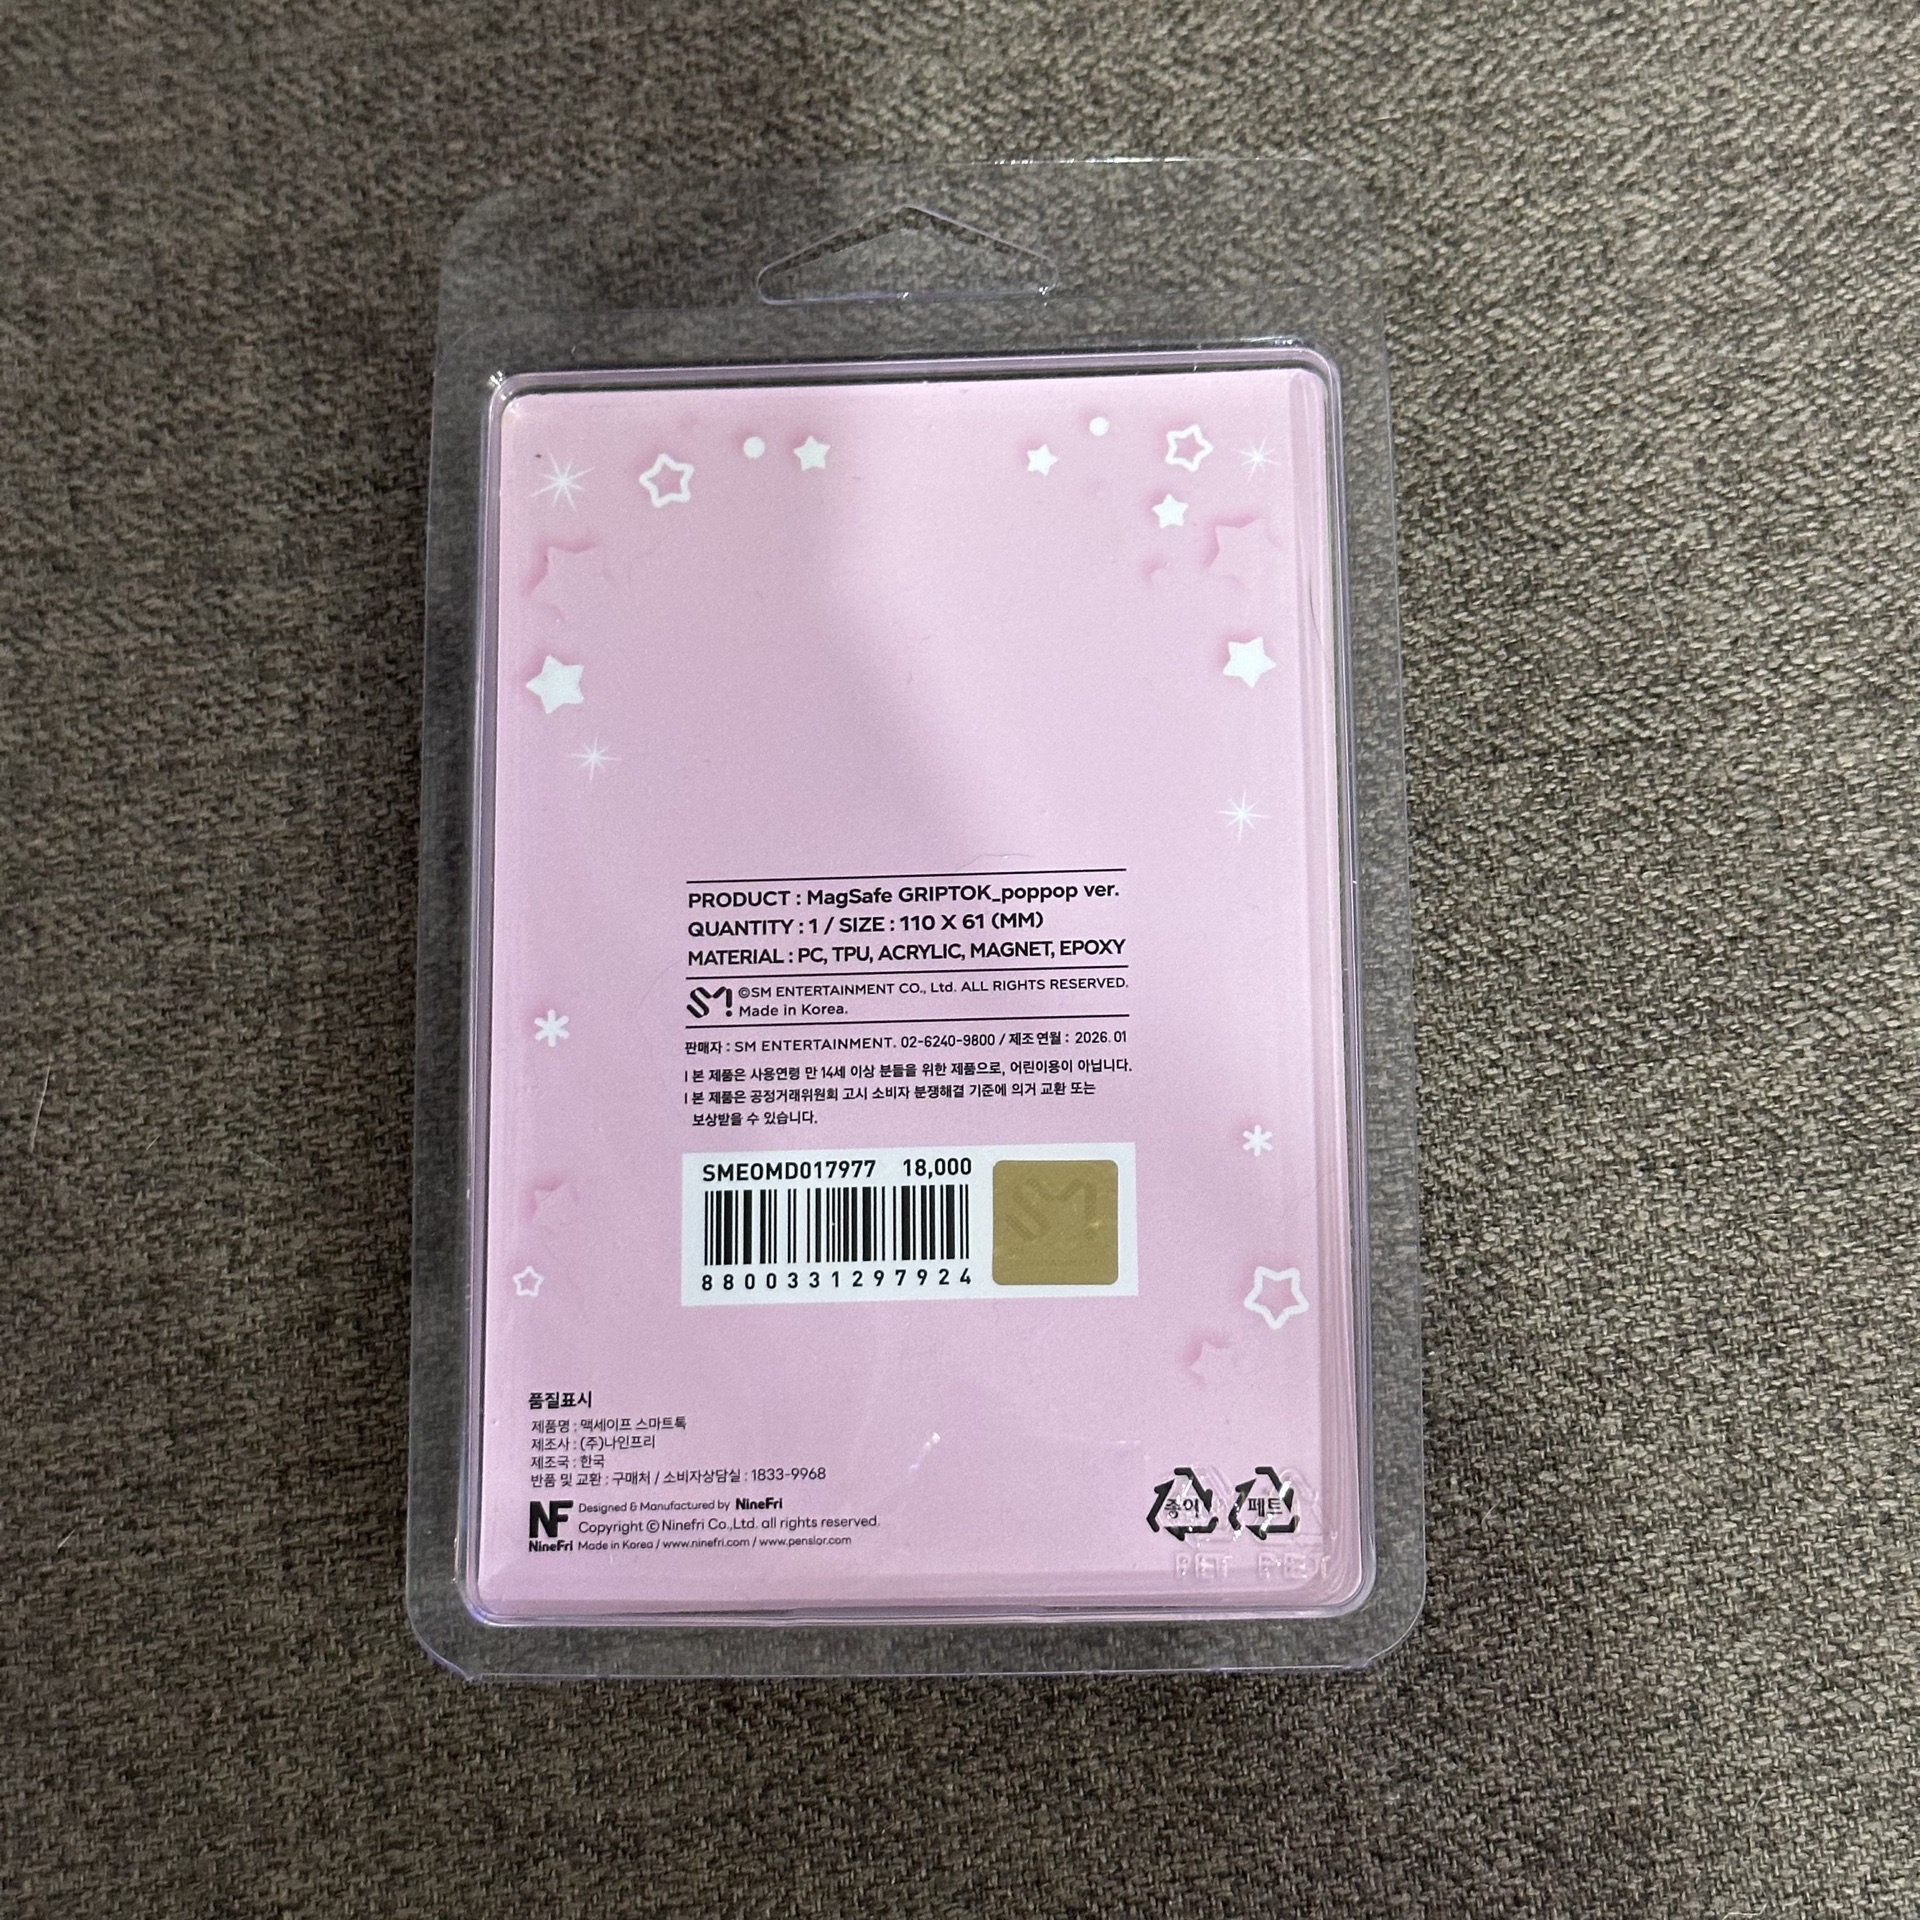 PRODUCT : MagSafe GRIPTOK_poppop ver.
QUANTITY : 1 / SIZE : 110 X 61 (MM)
MATERIAL : PC, TPU, ACRYLIC, MAGNET, EPOXY
SM ©SM ENTERTAINMENT CO., Ltd. ALL RIGHTS RESERVED.
Made in Korea.
판매자 : SM ENTERTAINMENT. 02-6240-9800 / 제조연월 : 2026. 01
I 본 제품은 사용연령 만 14세 이상 분들을 위한 제품으로, 어린이용이 아닙니다.
I 본 제품은 공정거래위원회 고시 소비자 분쟁해결 기준에 의거 교환 또는
보상받을 수 있습니다.
SMEOMD017977 18,000
SM
8800331297924
품질표시
제품명 : 맥세이프 스마트톡
제조사 : (주)나인프리
제조국 : 한국
반품 및 교환 : 구매처 / 소비자상담실 : 1833-9968
NF Designed & Manufactured by NineFri
Copyright © Ninefri Co.,Ltd. all rights reserved.
NineFri Made in Korea / www.ninefri.com / www.penslor.com
종이 페트
PET PET